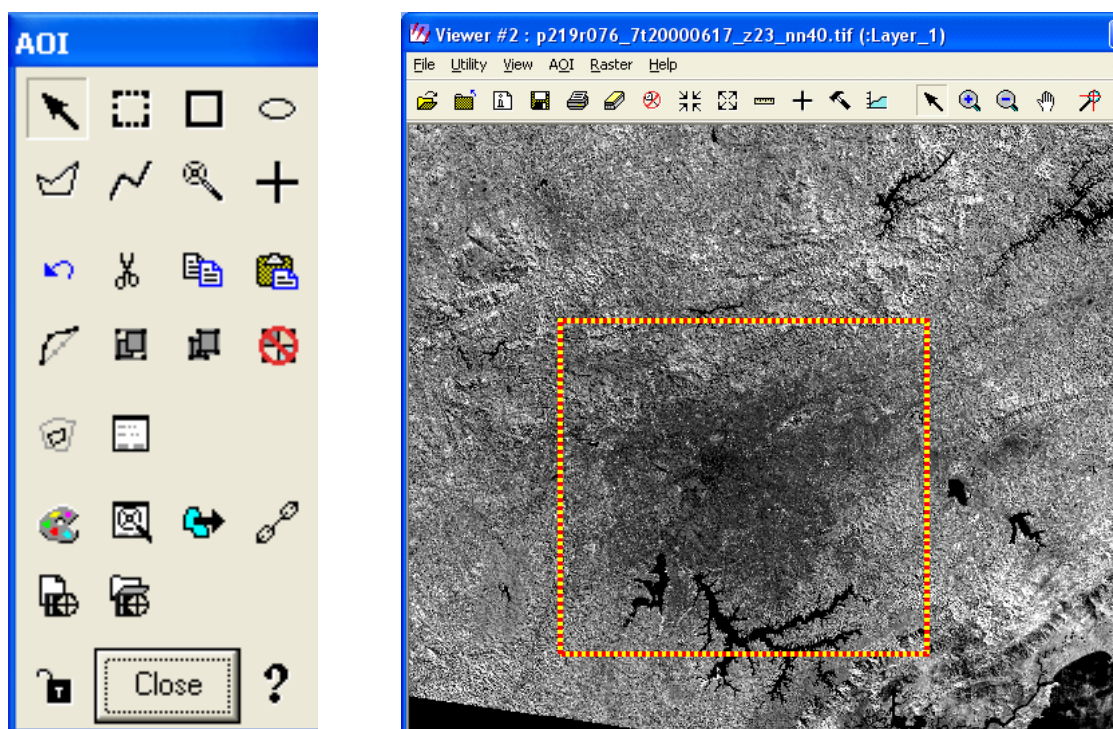 AOI
Close
?
Viewer #2 : p219r076_7t20000617_z23_nn40.tif (:Layer_1)
File Utility View AOI Raster Help